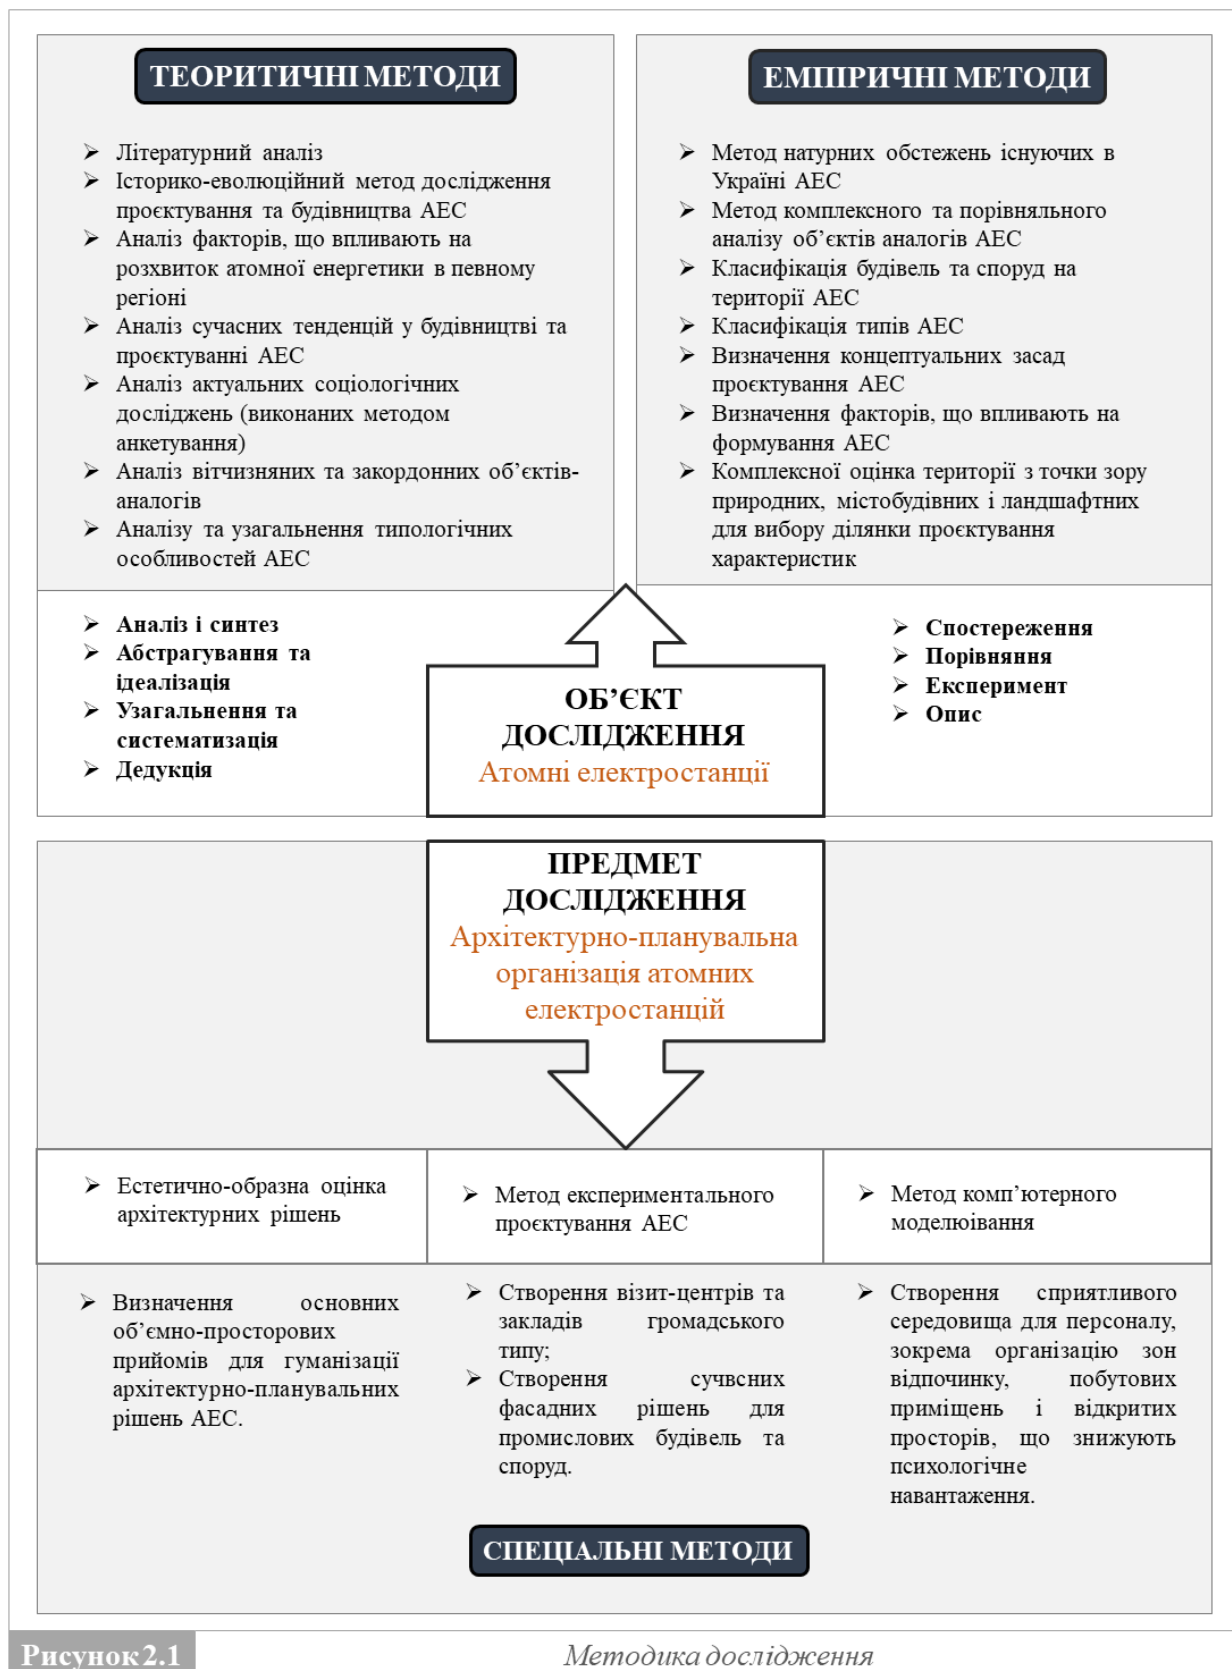 ТЕОРИТИЧНІ МЕТОДИ
➤ Літературний аналіз
➤ Історико-еволюційний метод дослідження
проєктування та будівництва АЕС
➤ Аналіз факторів, що впливають на
розхвиток атомної енергетики в певному
регіоні
➤ Аналіз сучасних тенденцій у будівництві та
проєктуванні АЕС
➤ Аналіз актуальних соціологічних
досліджень (виконаних методом
анкетування)
➤ Аналіз вітчизняних та закордонних об’єктів-
аналогів
➤ Аналізу та узагальнення типологічних
особливостей АЕС
ЕМПІРИЧНІ МЕТОДИ
➤ Метод натурних обстежень існуючих в
Україні АЕС
➤ Метод комплексного та порівняльного
аналізу об’єктів аналогів АЕС
➤ Класифікація будівель та споруд на
території АЕС
➤ Класифікація типів АЕС
➤ Визначення концептуальних засад
проєктування АЕС
➤ Визначення факторів, що впливають на
формування АЕС
➤ Комплексної оцінка території з точки зору
природних, містобудівних і ландшафтних
для вибору ділянки проєктування
характеристик
➤ Аналіз і синтез
➤ Абстрагування та
ідеалізація
➤ Узагальнення та
систематизація
➤ Дедукція
ОБ’ЄКТ
ДОСЛІДЖЕННЯ
Атомні електростанції
➤ Спостереження
➤ Порівняння
➤ Експеримент
➤ Опис
ПРЕДМЕТ
ДОСЛІДЖЕННЯ
Архітектурно-планувальна
організація атомних
електростанцій
➤ Естетично-образна оцінка
архітектурних рішень
➤ Метод експериментального
проєктування АЕС
➤ Метод комп’ютерного
моделюівання
➤ Визначення основних
об’ємно-просторових
прийомів для гуманізації
архітектурно-планувальних
рішень АЕС.
➤ Створення візит-центрів та
закладів громадського
типу;
➤ Створення сучвсних
фасадних рішень для
промислових будівель та
споруд.
➤ Створення сприятливого
середовища для персоналу,
зокрема організацію зон
відпочинку, побутових
приміщень і відкритих
просторів, що знижують
психологічне
навантаження.
СПЕЦІАЛЬНІ МЕТОДИ
Рисунок 2.1
Методика дослідження